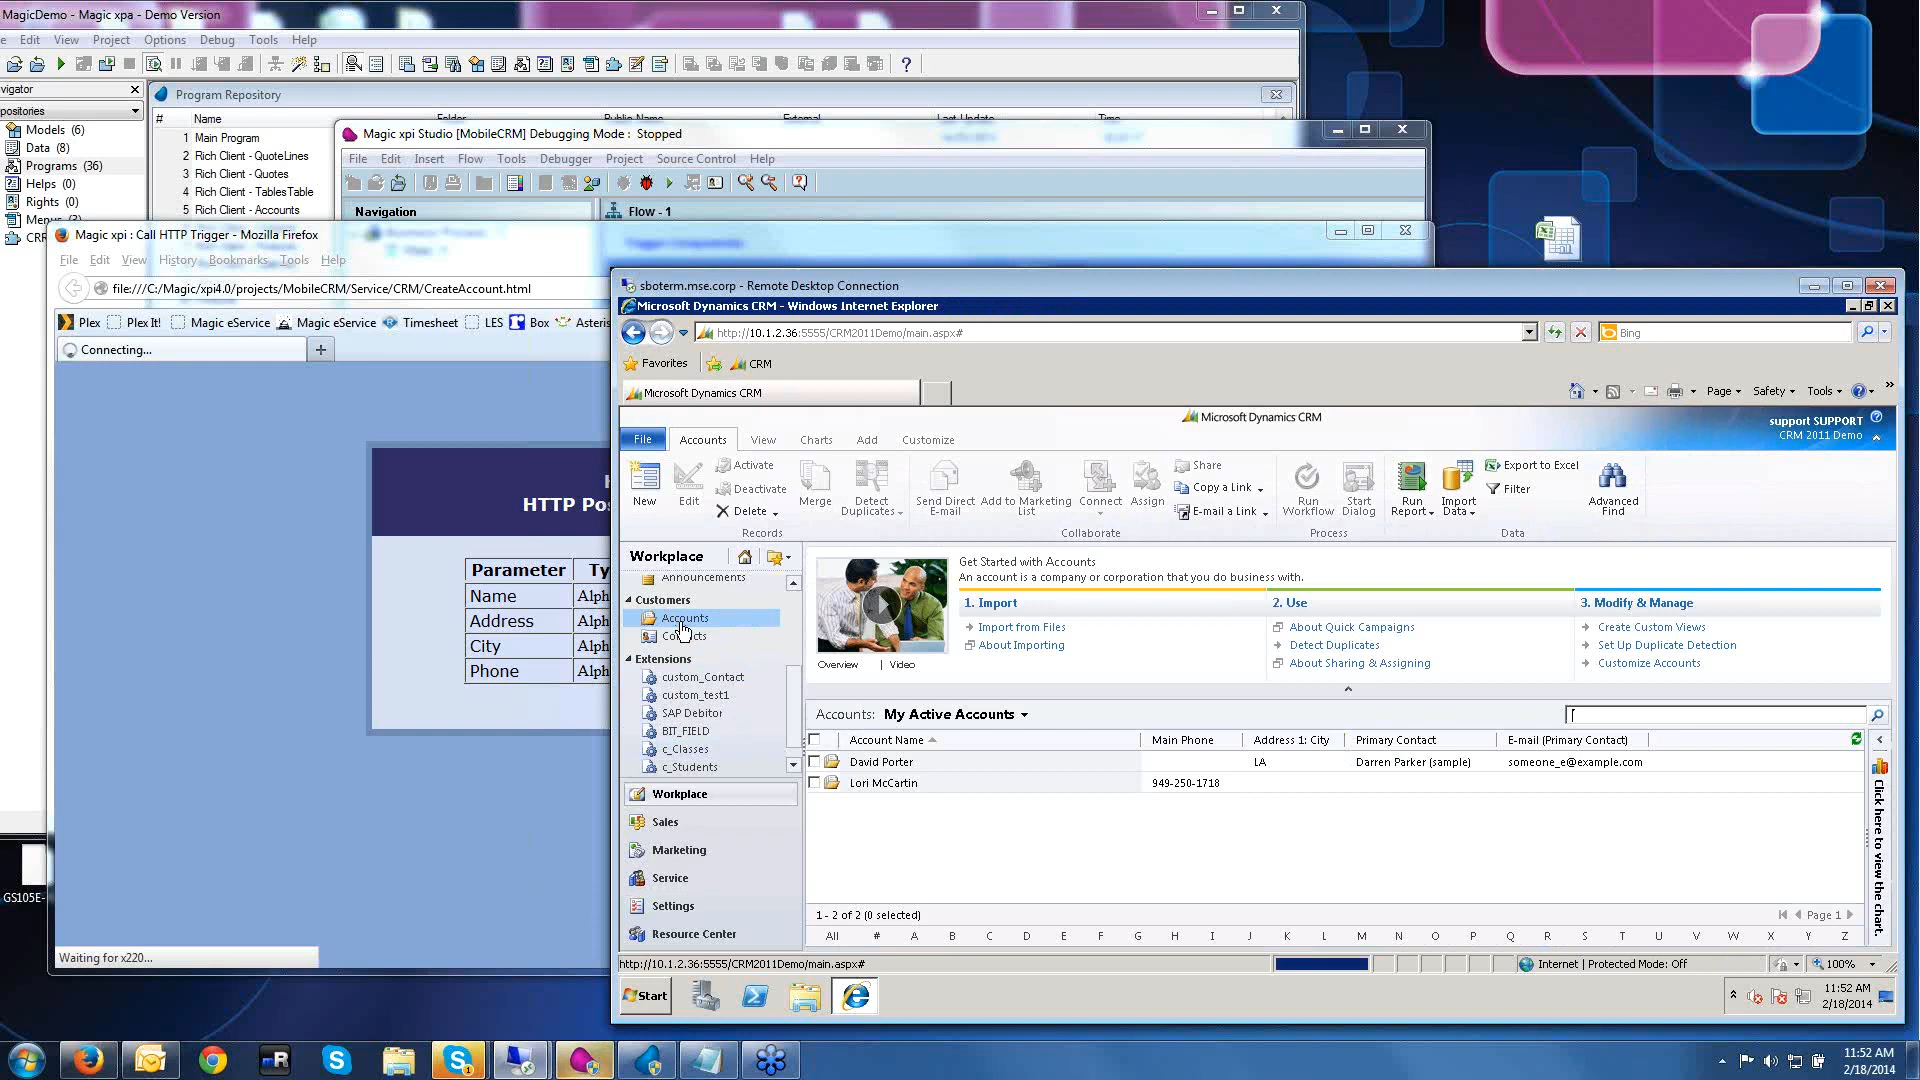 MagicDemo - Magic xpa - Demo Version
Edit View Project Options Debug Tools Help
Program Repository
# Name
1 Main Program
2 Rich Client - QuoteLines
3 Rich Client - Quotes
4 Rich Client - TablesTable
5 Rich Client - Accounts
Models (6)
Data (8)
Programs (36)
Helps (0)
Rights (0)
Magic xpi Studio [MobileCRM] Debugging Mode : Stopped
File Edit Insert Flow Tools Debugger Project Source Control Help
Navigation
Flow - 1
Magic xpi : Call HTTP Trigger - Mozilla Firefox
File Edit View History Bookmarks Tools Help
file:///C:/Magic/xpi4.0/projects/MobileCRM/Service/CRM/CreateAccount.html
Plex Plex It! Magic eService Magic eService Timesheet LES Box Asteris
Connecting...
HTTP Pos
Parameter Ty
Name Alph
Address Alph
City Alph
Phone Alph
Waiting for x220...
GS105E-
sboterm.mse.corp - Remote Desktop Connection
Microsoft Dynamics CRM - Windows Internet Explorer
http://10.1.2.36:5555/CRM2011Demo/main.aspx#
Bing
Favorites CRM
Microsoft Dynamics CRM
Page Safety Tools
Microsoft Dynamics CRM
support SUPPORT
CRM 2011 Demo
File Accounts View Charts Add Customize
New Edit Activate Deactivate Delete Merge Detect Duplicates
Records
Send Direct E-mail Add to Marketing List Connect Assign Share Copy a Link E-mail a Link
Collaborate
Run Workflow Start Dialog
Process
Run Report Import Data Export to Excel Filter Advanced Find
Data
Workplace
Announcements
Customers
Accounts
Extensions
custom_Contact
custom_test1
SAP Debitor
BIT_FIELD
c_Classes
c_Students
Workplace
Sales
Marketing
Service
Settings
Resource Center
Get Started with Accounts
An account is a company or corporation that you do business with.
Overview | Video
1. Import
Import from Files
About Importing
2. Use
About Quick Campaigns
Detect Duplicates
About Sharing & Assigning
3. Modify & Manage
Create Custom Views
Set Up Duplicate Detection
Customize Accounts
Accounts: My Active Accounts
Account Name Main Phone Address 1: City Primary Contact E-mail (Primary Contact)
David Porter LA Darren Parker (sample) someone_e@example.com
Lori McCartin 949-250-1718
Click here to view the chart.
1 - 2 of 2 (0 selected)
Page 1
All # A B C D E F G H I J K L M N O P Q R S T U V W X Y Z
http://10.1.2.36:5555/CRM2011Demo/main.aspx#
Internet | Protected Mode: Off
100%
Start
11:52 AM
2/18/2014
11:52 AM
2/18/2014